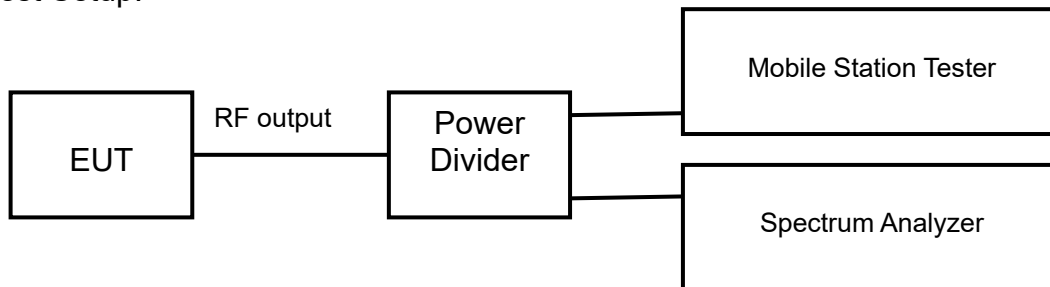 Mobile Station Tester
RF output
EUT
Power
Divider
Spectrum Analyzer